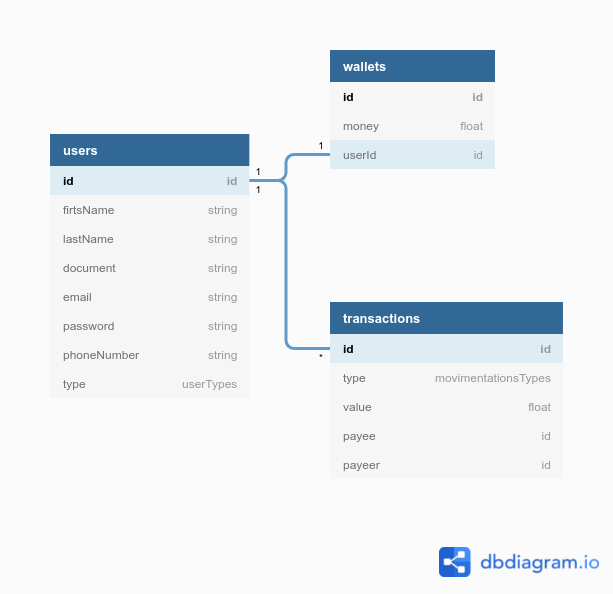 users
id id
firtsName string
lastName string
document string
email string
password string
phoneNumber string
type userTypes
1
1
1
*
wallets
id id
money float
userId id
transactions
id id
type movimentationsTypes
value float
payee id
payeer id
dbdiagram.io